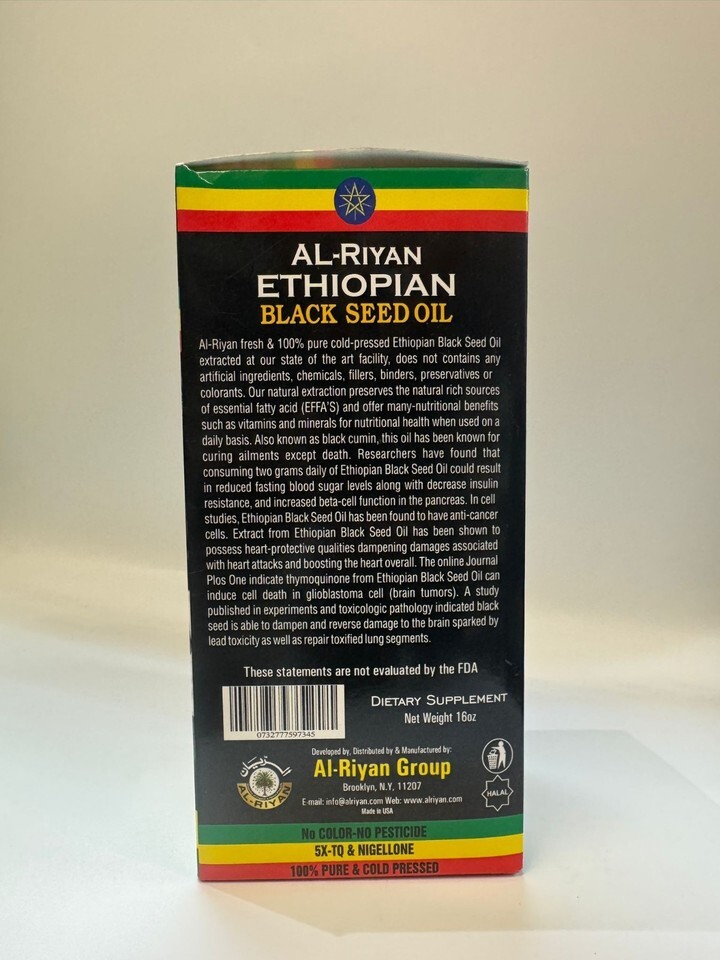 AL-RIYAN
ETHIOPIAN
BLACK SEED OIL
Al-Riyan fresh & 100% pure cold-pressed Ethiopian Black Seed Oil
extracted at our state of the art facility, does not contains any
artificial ingredients, chemicals, fillers, binders, preservatives or
colorants. Our natural extraction preserves the natural rich sources
of essential fatty acid (EFFA'S) and offer many-nutritional benefits
such as vitamins and minerals for nutritional health when used on a
daily basis. Also known as black cumin, this oil has been known for
curing ailments except death. Researchers have found that
consuming two grams daily of Ethiopian Black Seed Oil could result
in reduced fasting blood sugar levels along with decrease insulin
resistance, and increased beta-cell function in the pancreas. In cell
studies, Ethiopian Black Seed Oil has been found to have anti-cancer
cells. Extract from Ethiopian Black Seed Oil has been shown to
possess heart-protective qualities dampening damages associated
with heart attacks and boosting the heart overall. The online Journal
Plos One indicate thymoquinone from Ethiopian Black Seed Oil can
induce cell death in glioblastoma cell (brain tumors). A study
published in experiments and toxicologic pathology indicated black
seed is able to dampen and reverse damage to the brain sparked by
lead toxicity as well as repair toxified lung segments.
These statements are not evaluated by the FDA
DIETARY SUPPLEMENT
Net Weight 16oz
0732777597345
Developed by, Distributed by & Manufactured by:
Al-Riyan Group
Brooklyn, N.Y, 11207
E-mail: info@alriyan.com Web: www.alriyan.com
Made in USA
الريان
AL-RIYAN
HALAL
No COLOR-NO PESTICIDE
5X-TQ & NIGELLONE
100% PURE & COLD PRESSED